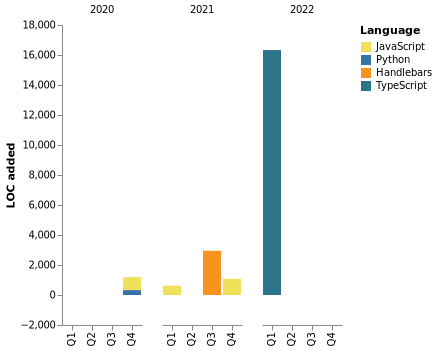 2020 2021 2022
Language
JavaScript
Python
Handlebars
TypeScript
LOC added
18,000
16,000
14,000
12,000
10,000
8,000
6,000
4,000
2,000
0
−2,000
Q1 Q2 Q3 Q4 Q1 Q2 Q3 Q4 Q1 Q2 Q3 Q4